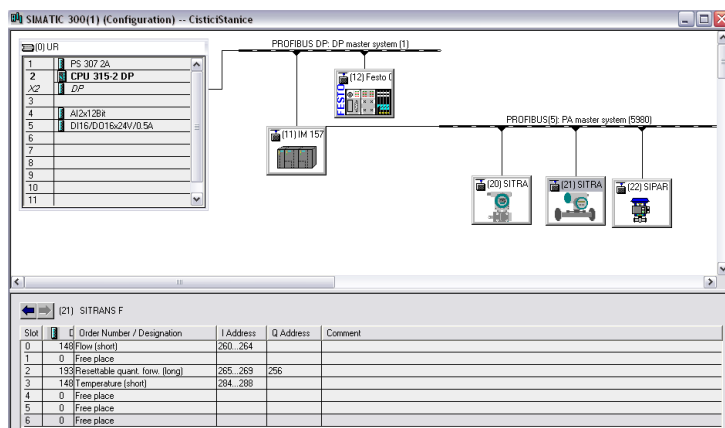 SIMATIC 300(1) (Configuration) -- CisticiStanice
(0) UR
1 PS 307 2A
2 CPU 315-2 DP
X2 DP
3
4 AI2x12Bit
5 DI16/DO16x24V/0.5A
6
7
8
9
10
11
PROFIBUS DP: DP master system (1)
(12) Festo C
FESTO
(11) IM 157
PROFIBUS(5): PA master system (5980)
(20) SITRA
(21) SITRA
(22) SIPAR
(21) SITRANS F
Slot D Order Number / Designation I Address Q Address Comment
0 148 Flow (short) 260...264
1 0 Free place
2 193 Resettable quant. forw. (long) 265...269 256
3 148 Temperature (short) 284...288
4 0 Free place
5 0 Free place
6 0 Free place